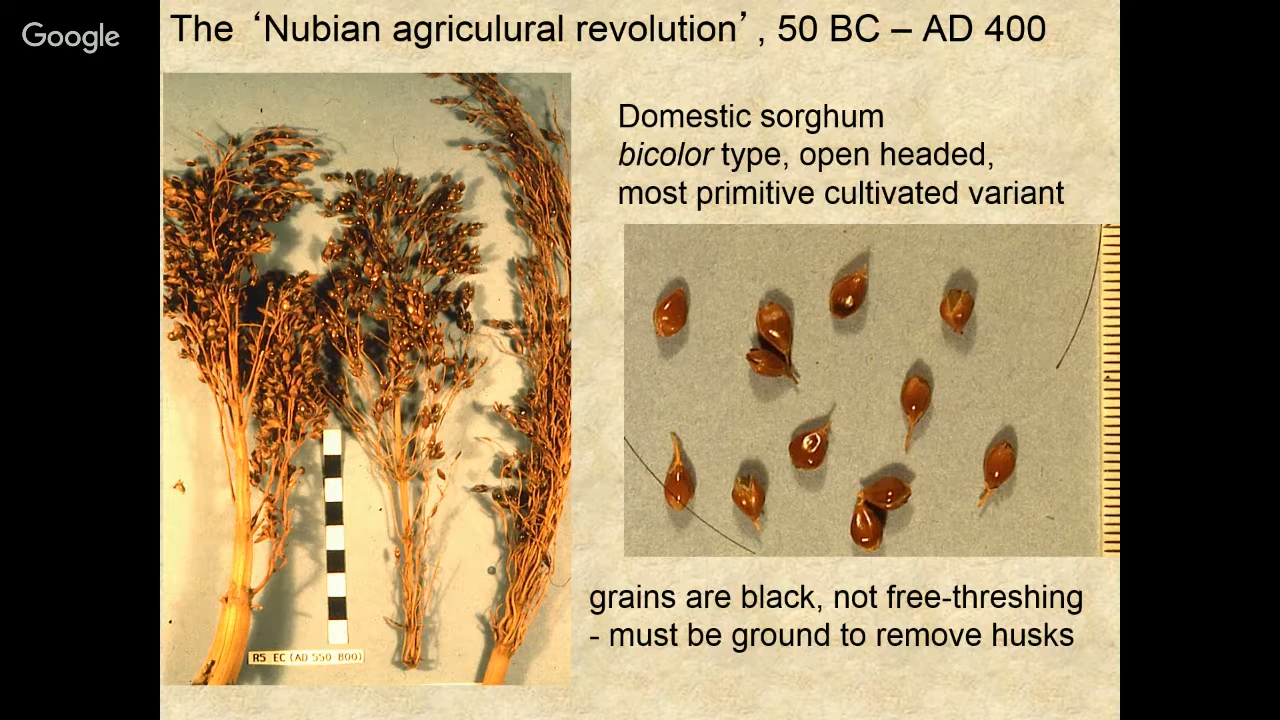 Google
The ‘Nubian agriculural revolution’, 50 BC – AD 400
Domestic sorghum
bicolor type, open headed,
most primitive cultivated variant
R5 EC (AD 550 800)
grains are black, not free-threshing
- must be ground to remove husks